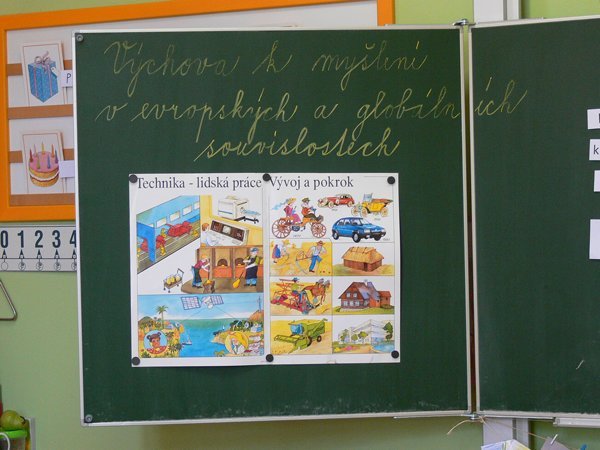 Výchova k myšlení
v evropských a globálních
souvislostech
Technika - lidská práce
Vývoj a pokrok
0 1 2 3 4